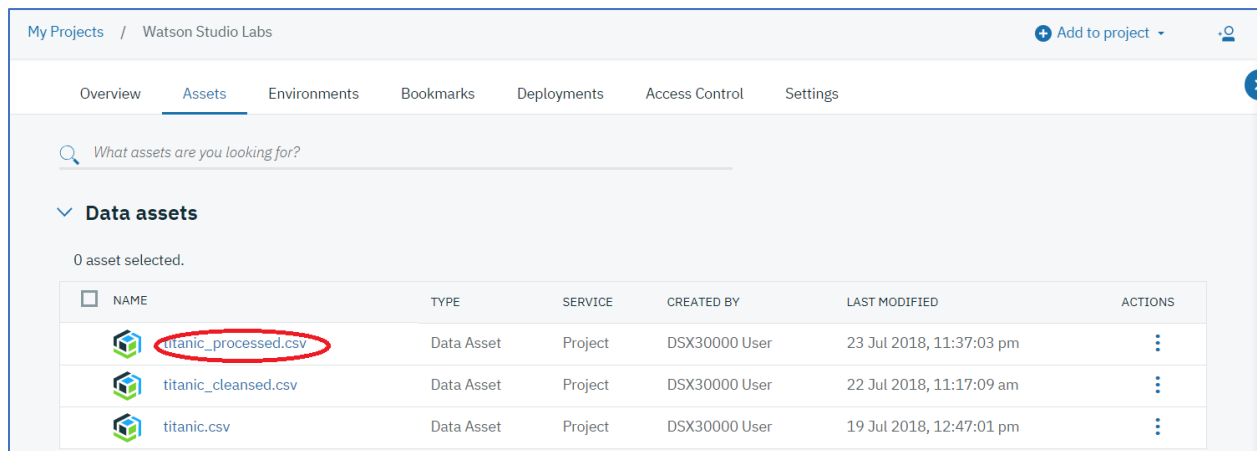 My Projects / Watson Studio Labs Add to project
Overview Assets Environments Bookmarks Deployments Access Control Settings
What assets are you looking for?
Data assets
0 asset selected.
NAME TYPE SERVICE CREATED BY LAST MODIFIED ACTIONS
titanic_processed.csv Data Asset Project DSX30000 User 23 Jul 2018, 11:37:03 pm
titanic_cleansed.csv Data Asset Project DSX30000 User 22 Jul 2018, 11:17:09 am
titanic.csv Data Asset Project DSX30000 User 19 Jul 2018, 12:47:01 pm